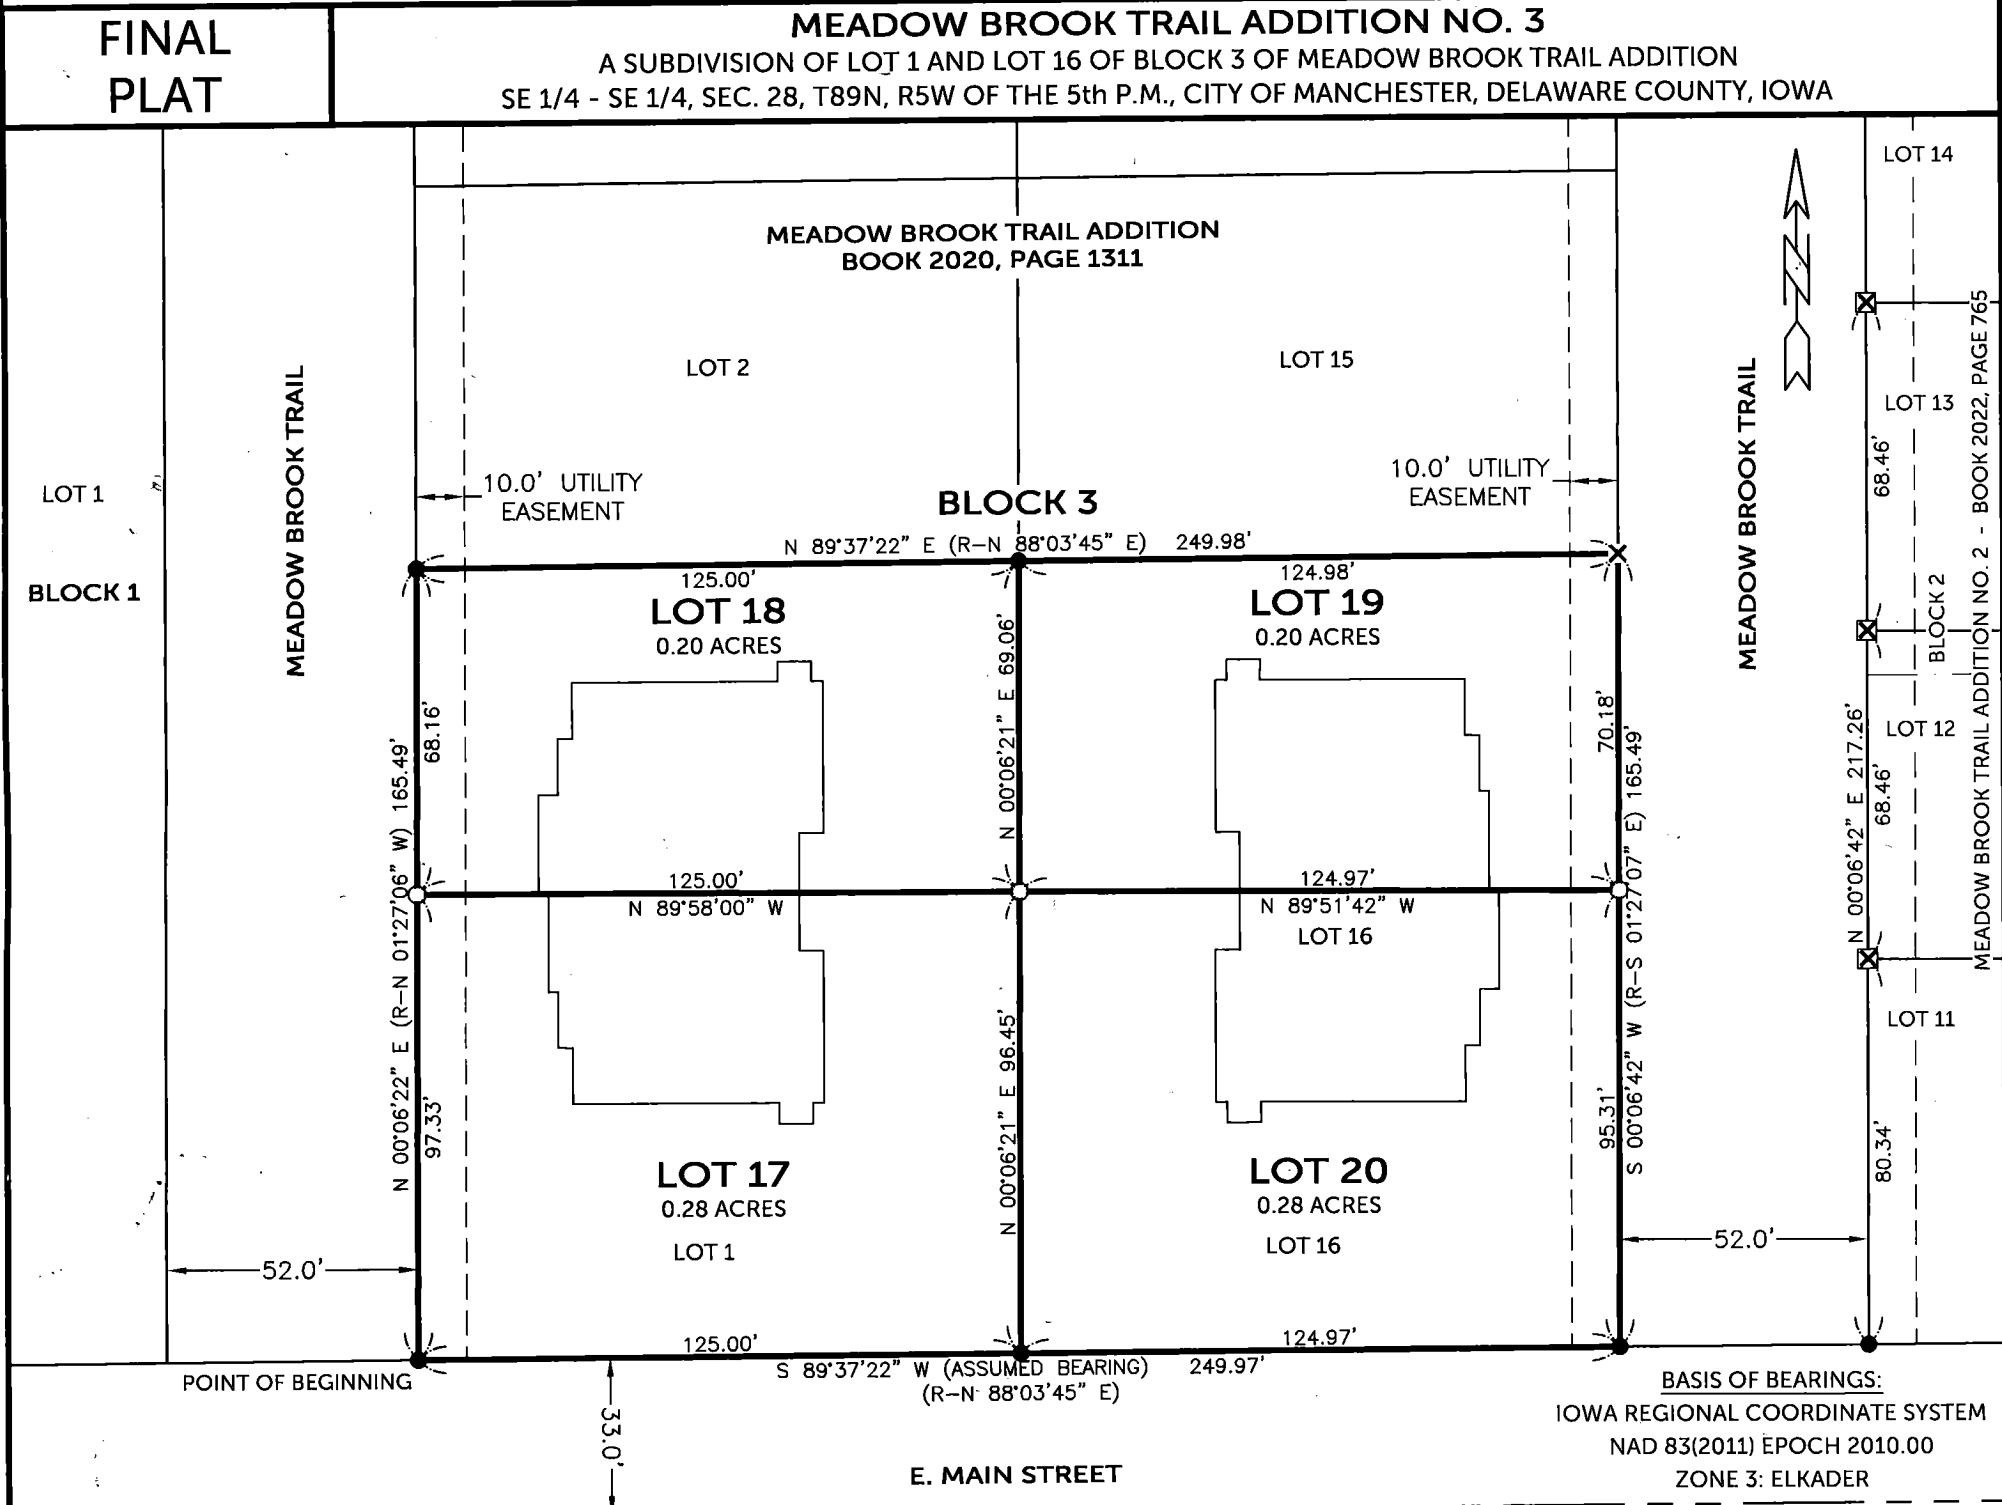 FINAL
PLAT
MEADOW BROOK TRAIL ADDITION NO. 3
A SUBDIVISION OF LOT 1 AND LOT 16 OF BLOCK 3 OF MEADOW BROOK TRAIL ADDITION
SE 1/4 - SE 1/4, SEC. 28, T89N, R5W OF THE 5th P.M., CITY OF MANCHESTER, DELAWARE COUNTY, IOWA
LOT 14
MEADOW BROOK TRAIL ADDITION
BOOK 2020, PAGE 1311
N
LOT 2
LOT 15
LOT 13
68.46'
MEADOW BROOK TRAIL
MEADOW BROOK TRAIL
MEADOW BROOK TRAIL ADDITION NO. 2 - BOOK 2022, PAGE 765
LOT 1
BLOCK 1
10.0' UTILITY
EASEMENT
10.0' UTILITY
EASEMENT
BLOCK 3
N 89°37'22" E (R-N 88°03'45" E) 249.98'
125.00'
124.98'
LOT 18
0.20 ACRES
LOT 19
0.20 ACRES
BLOCK 2
N 00°06'21" E 69.06'
68.16'
70.18'
N 00°06'22" E (R-N 01°27'06" W) 165.49'
S 00°06'42" W (R-S 01°27'07" E) 165.49'
N 00°06'42" E 217.26'
68.46'
LOT 12
125.00'
N 89°58'00" W
124.97'
N 89°51'42" W
LOT 16
LOT 11
97.33'
N 00°06'21" E 96.45'
95.31'
80.34'
LOT 17
0.28 ACRES
LOT 1
LOT 20
0.28 ACRES
LOT 16
52.0'
52.0'
125.00'
124.97'
S 89°37'22" W (ASSUMED BEARING) 249.97'
(R-N 88°03'45" E)
POINT OF BEGINNING
33.0'
E. MAIN STREET
BASIS OF BEARINGS:
IOWA REGIONAL COORDINATE SYSTEM
NAD 83(2011) EPOCH 2010.00
ZONE 3: ELKADER